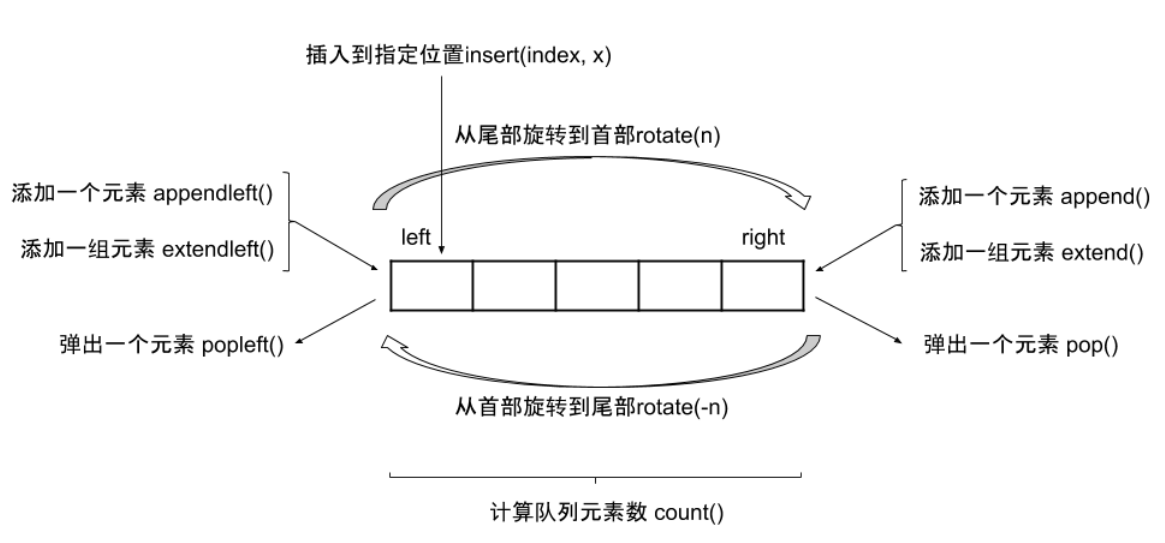 插入到指定位置insert(index, x)
从尾部旋转到首部rotate(n)
添加一个元素 appendleft()
添加一个元素 append()
left
right
添加一组元素 extendleft()
添加一组元素 extend()
弹出一个元素 popleft()
弹出一个元素 pop()
从首部旋转到尾部rotate(-n)
计算队列元素数 count()